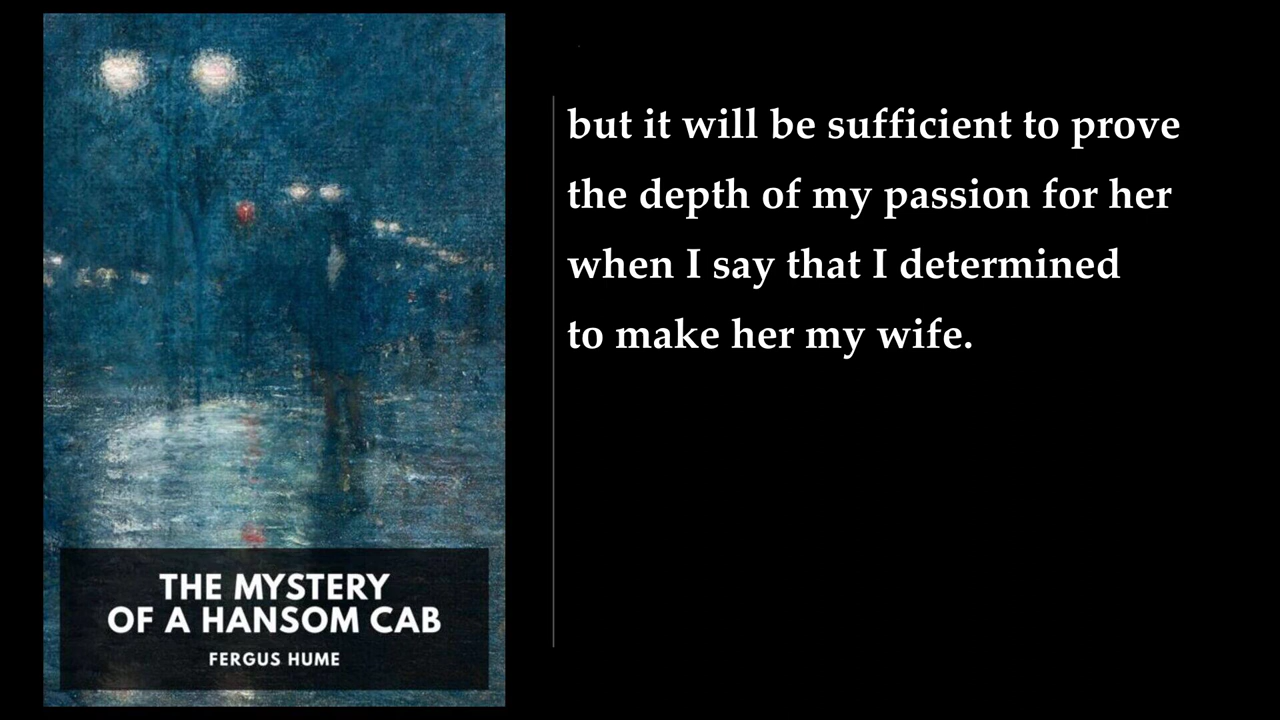 but it will be sufficient to prove
the depth of my passion for her
when I say that I determined
to make her my wife.
THE MYSTERY
OF A HANSOM CAB
FERGUS HUME